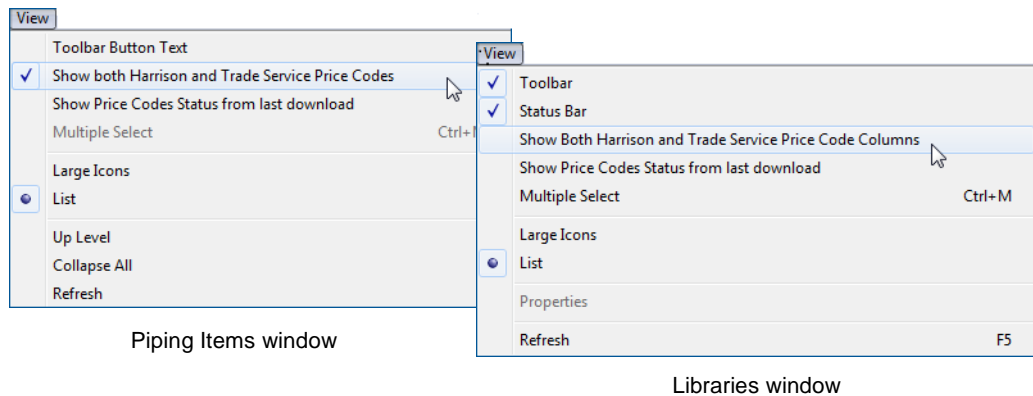 View
Toolbar Button Text
Show both Harrison and Trade Service Price Codes
Show Price Codes Status from last download
Multiple Select Ctrl+
Large Icons
List
Up Level
Collapse All
Refresh
Piping Items window
View
Toolbar
Status Bar
Show Both Harrison and Trade Service Price Code Columns
Show Price Codes Status from last download
Multiple Select Ctrl+M
Large Icons
List
Properties
Refresh F5
Libraries window